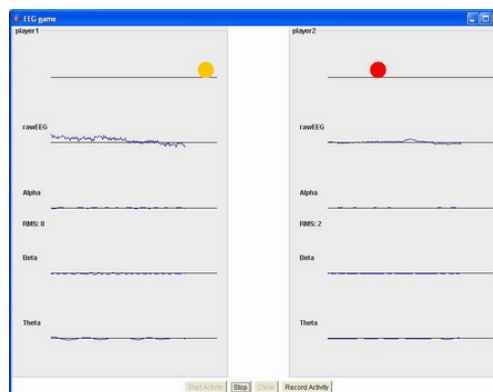 EEG game
player1
rawEEG
Alpha
RMS: 8
Beta
Theta
player2
rawEEG
Alpha
RMS: 2
Beta
Theta
Start Activity Stop Clear Record Activity